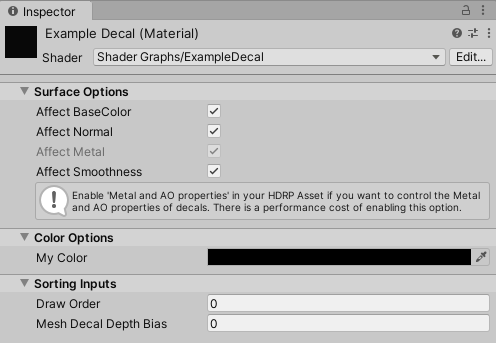 Inspector
Example Decal (Material)
Shader Shader Graphs/ExampleDecal Edit...
Surface Options
Affect BaseColor
Affect Normal
Affect Metal
Affect Smoothness
Enable 'Metal and AO properties' in your HDRP Asset if you want to control the Metal
and AO properties of decals. There is a performance cost of enabling this option.
Color Options
My Color
Sorting Inputs
Draw Order 0
Mesh Decal Depth Bias 0